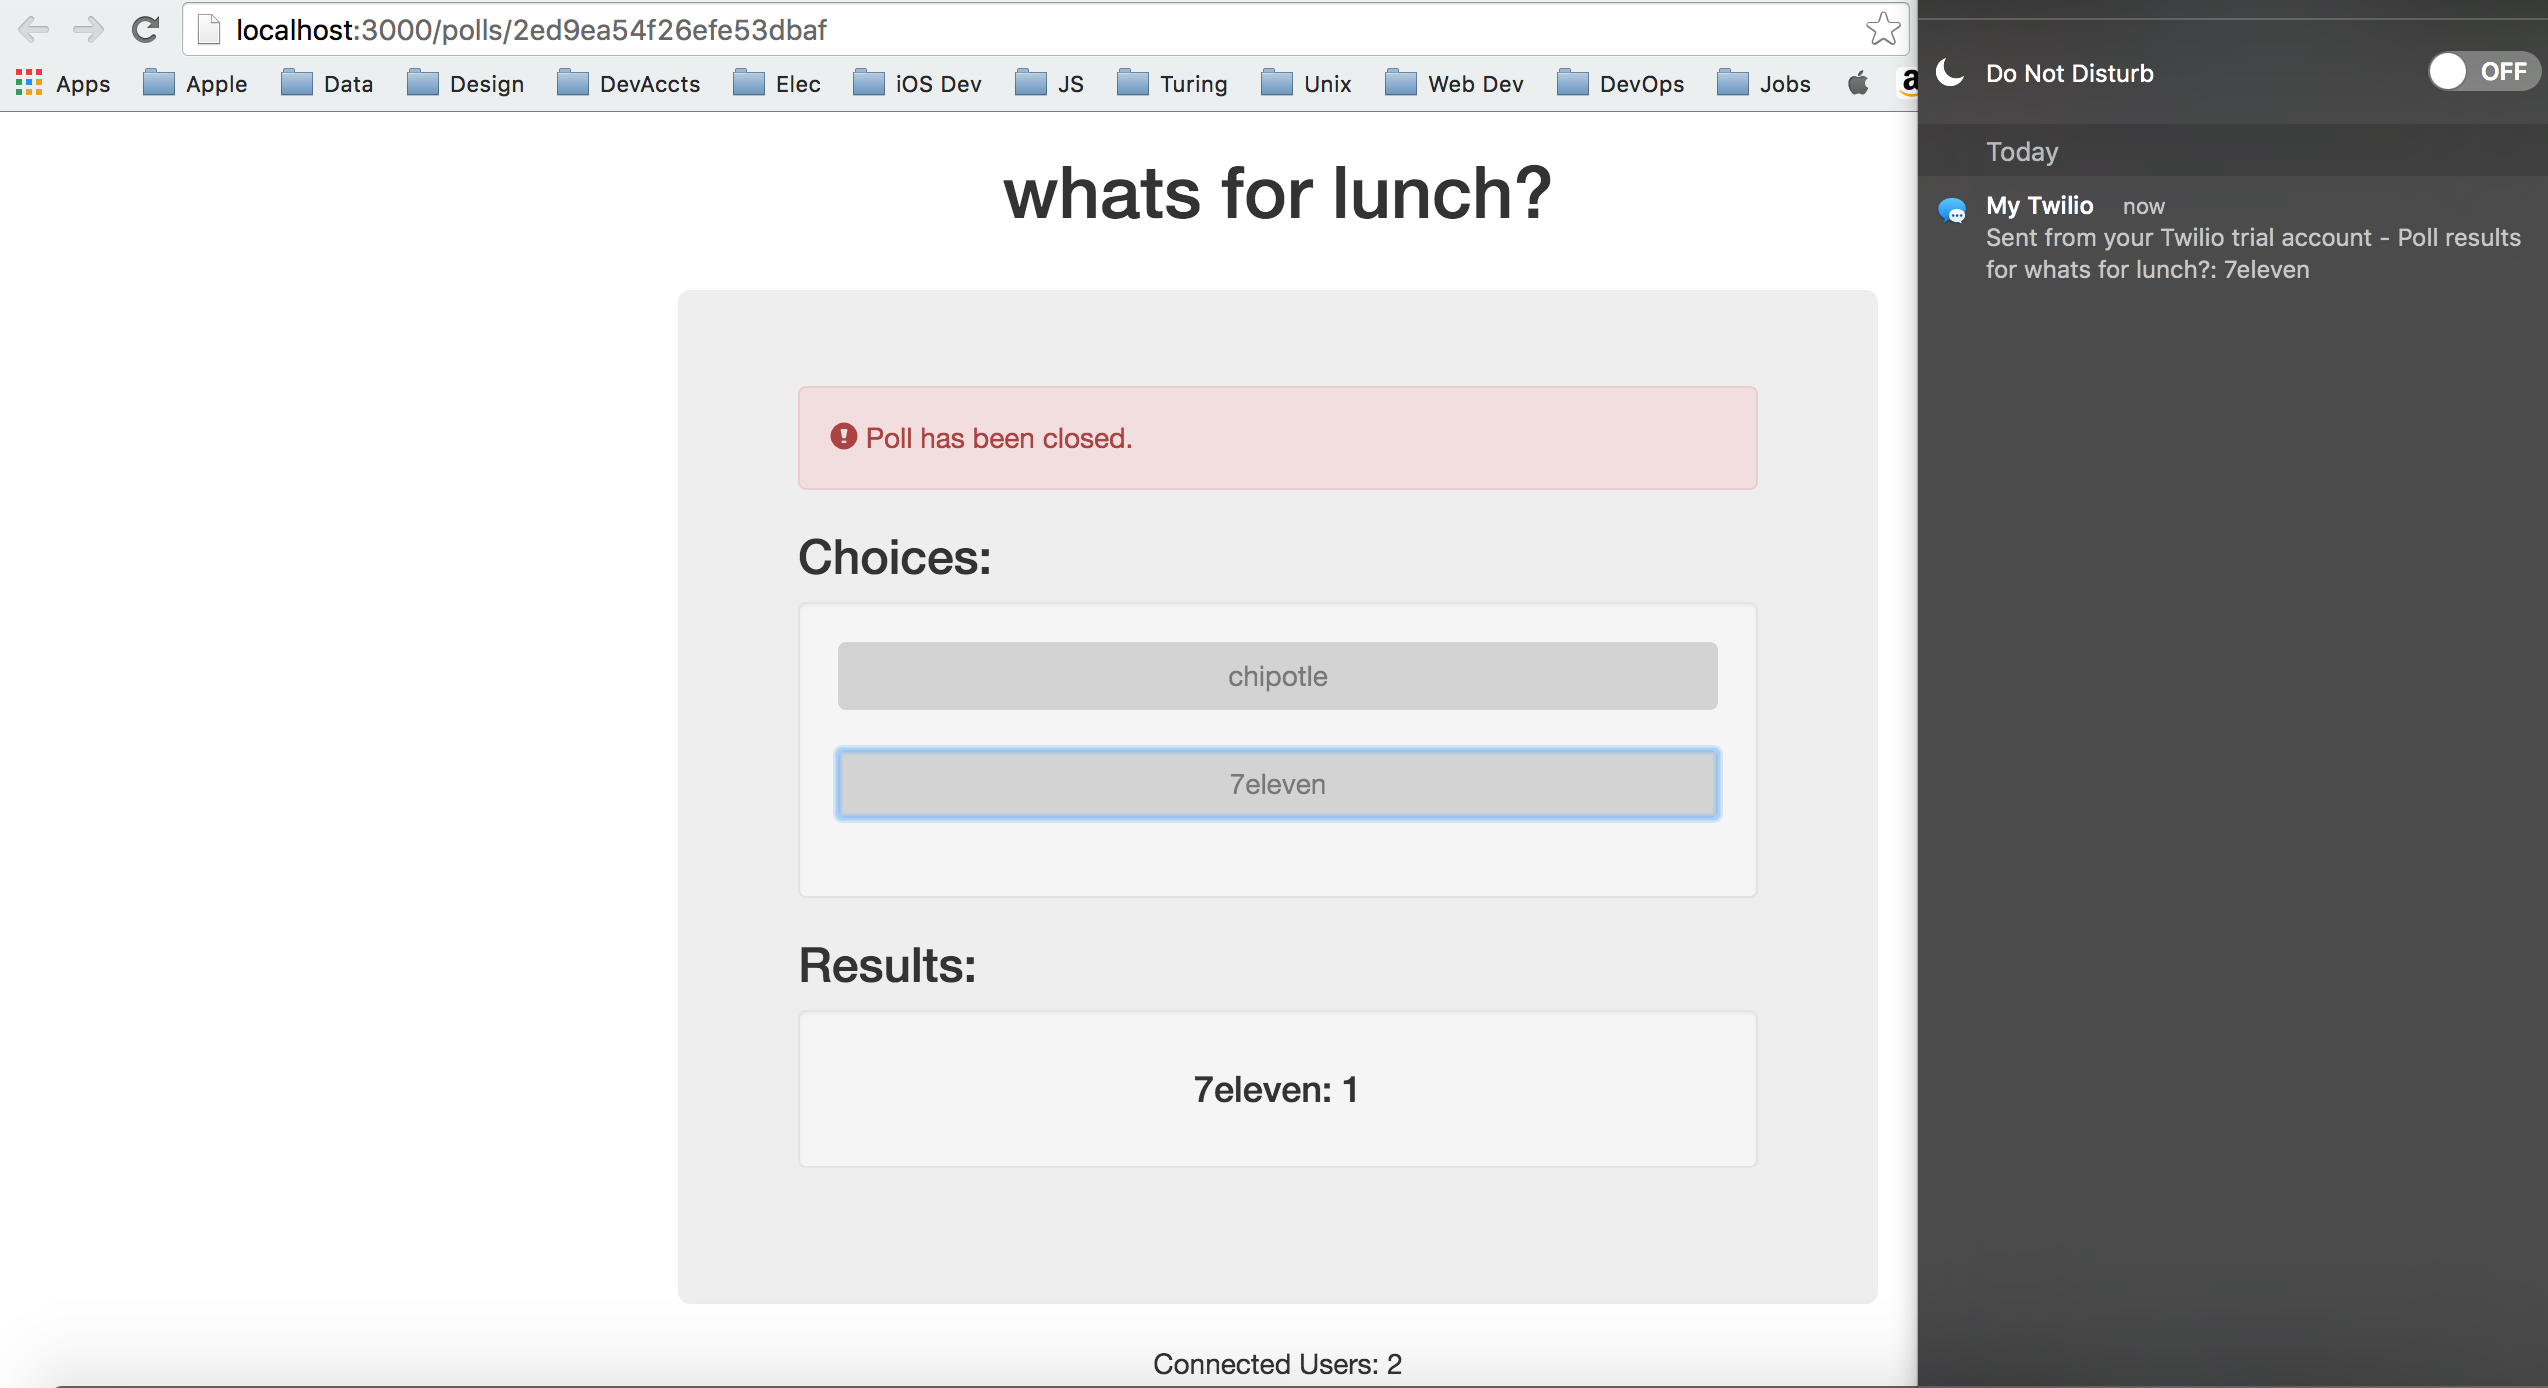 localhost:3000/polls/2ed9ea54f26efe53dbaf
Apps Apple Data Design DevAccts Elec iOS Dev JS Turing Unix Web Dev DevOps Jobs a
whats for lunch?
Poll has been closed.
Choices:
chipotle
7eleven
Results:
7eleven: 1
Connected Users: 2
Do Not Disturb OFF
Today
My Twilio now
Sent from your Twilio trial account - Poll results
for whats for lunch?: 7eleven